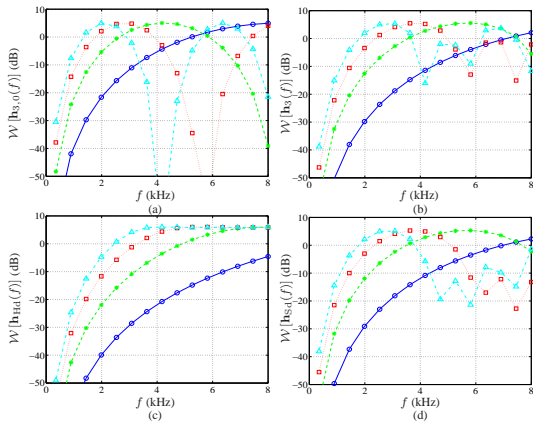 10
0
−10
−20
−30
−40
−50
0 2 4 6 8
𝒲[h₃,₀(f)] (dB)
f (kHz)
(a)
10
0
−10
−20
−30
−40
−50
0 2 4 6 8
𝒲[h₃(f)] (dB)
f (kHz)
(b)
10
0
−10
−20
−30
−40
−50
0 2 4 6 8
𝒲[h_Hd(f)] (dB)
f (kHz)
(c)
10
0
−10
−20
−30
−40
−50
0 2 4 6 8
𝒲[h_Sd(f)] (dB)
f (kHz)
(d)